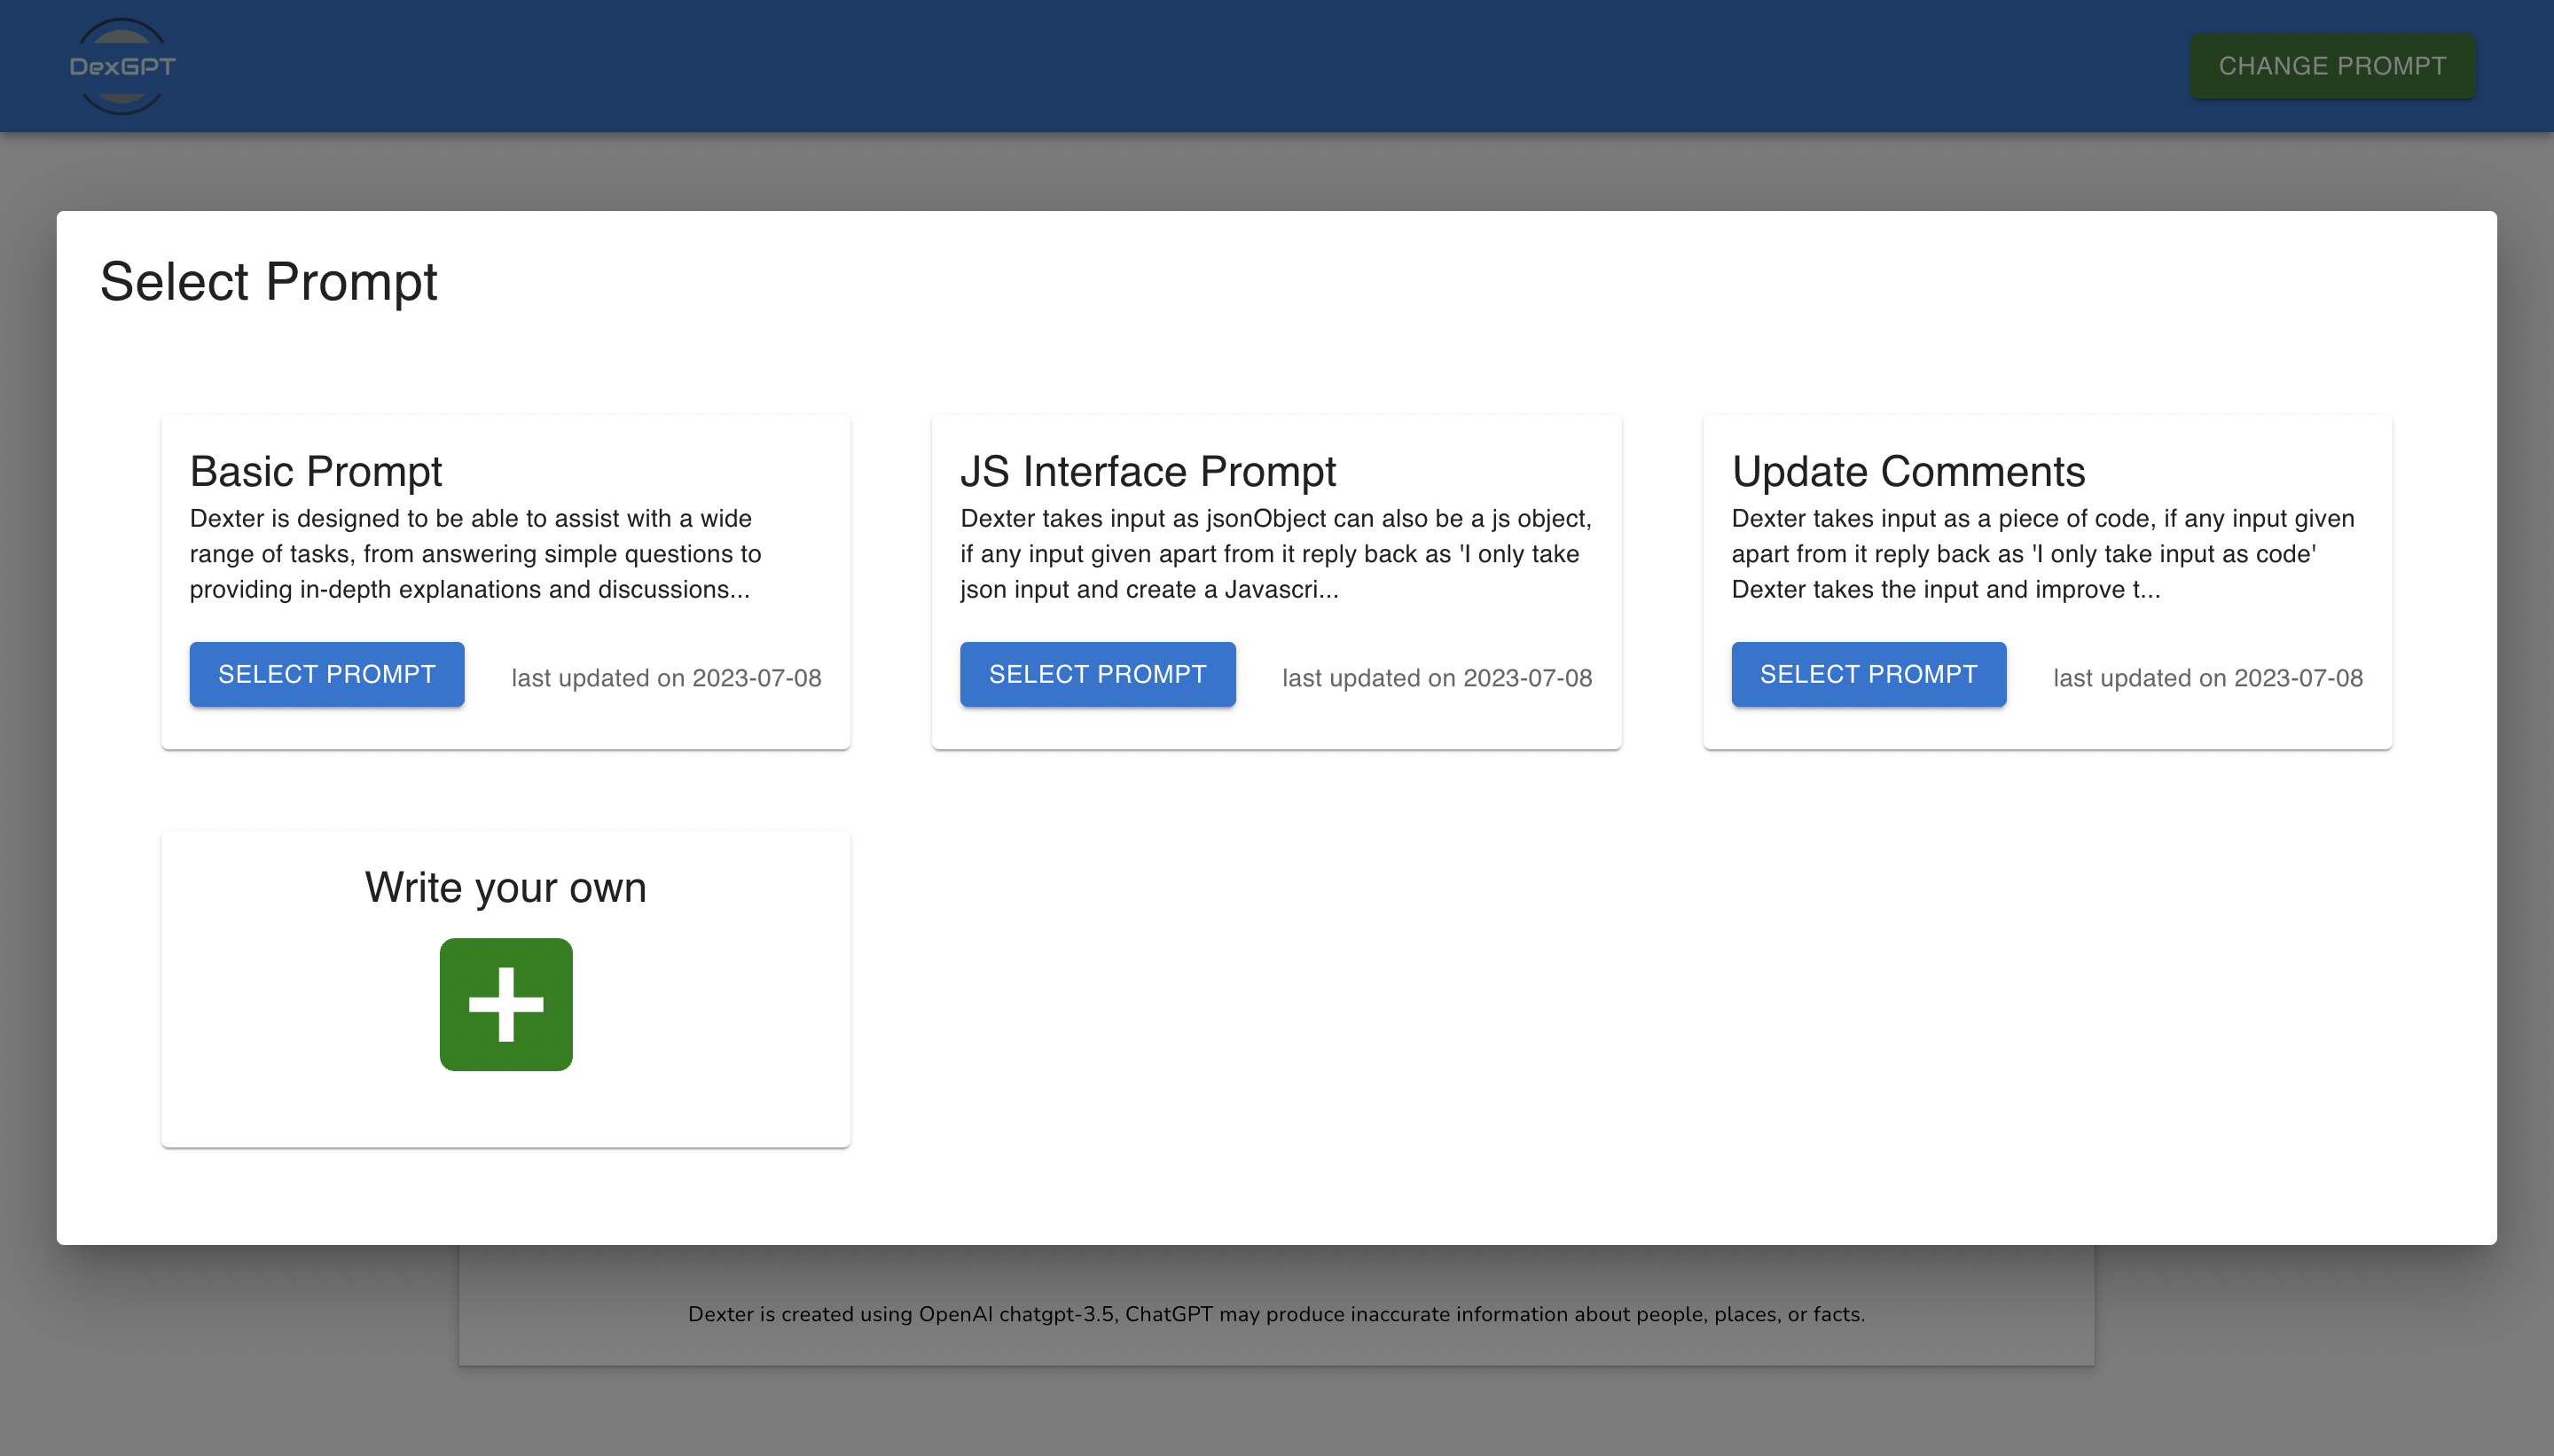 DexGPT
CHANGE PROMPT
Select Prompt
Basic Prompt
Dexter is designed to be able to assist with a wide
range of tasks, from answering simple questions to
providing in-depth explanations and discussions...
SELECT PROMPT
last updated on 2023-07-08
JS Interface Prompt
Dexter takes input as jsonObject can also be a js object,
if any input given apart from it reply back as 'I only take
json input and create a Javascri...
SELECT PROMPT
last updated on 2023-07-08
Update Comments
Dexter takes input as a piece of code, if any input given
apart from it reply back as 'I only take input as code'
Dexter takes the input and improve t...
SELECT PROMPT
last updated on 2023-07-08
Write your own
Dexter is created using OpenAI chatgpt-3.5, ChatGPT may produce inaccurate information about people, places, or facts.